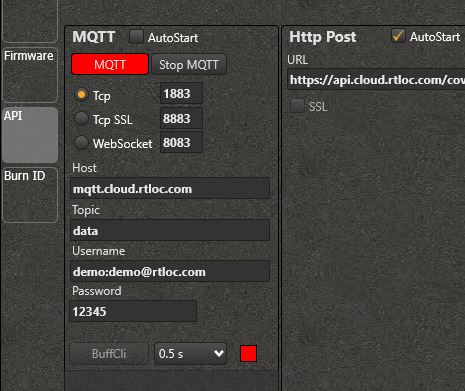 Firmware
API
Burn ID
MQTT AutoStart
MQTT Stop MQTT
Tcp 1883
Tcp SSL 8883
WebSocket 8083
Host
mqtt.cloud.rtloc.com
Topic
data
Username
demo:demo@rtloc.com
Password
12345
BuffCli 0.5 s
Http Post AutoStart
URL
https://api.cloud.rtloc.com/cov
SSL